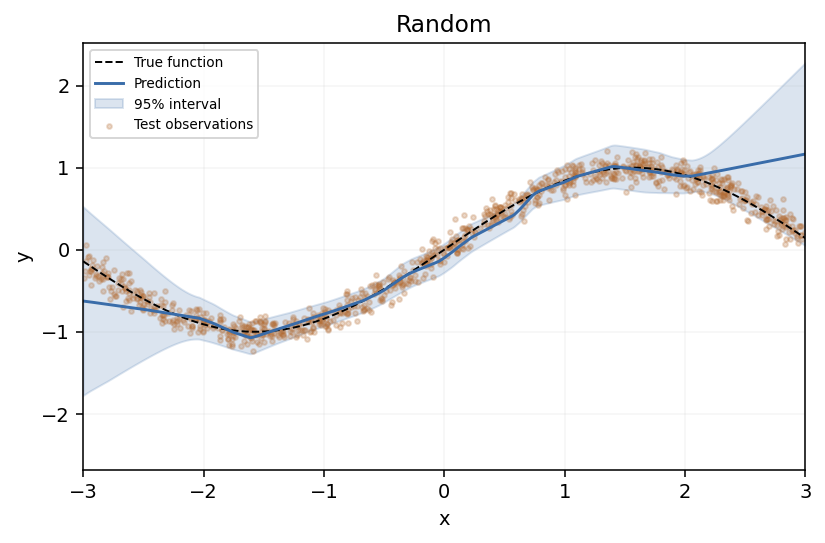 Random
True function
Prediction
95% interval
Test observations
2
1
0
−1
−2
y
−3
−2
−1
0
1
2
3
x